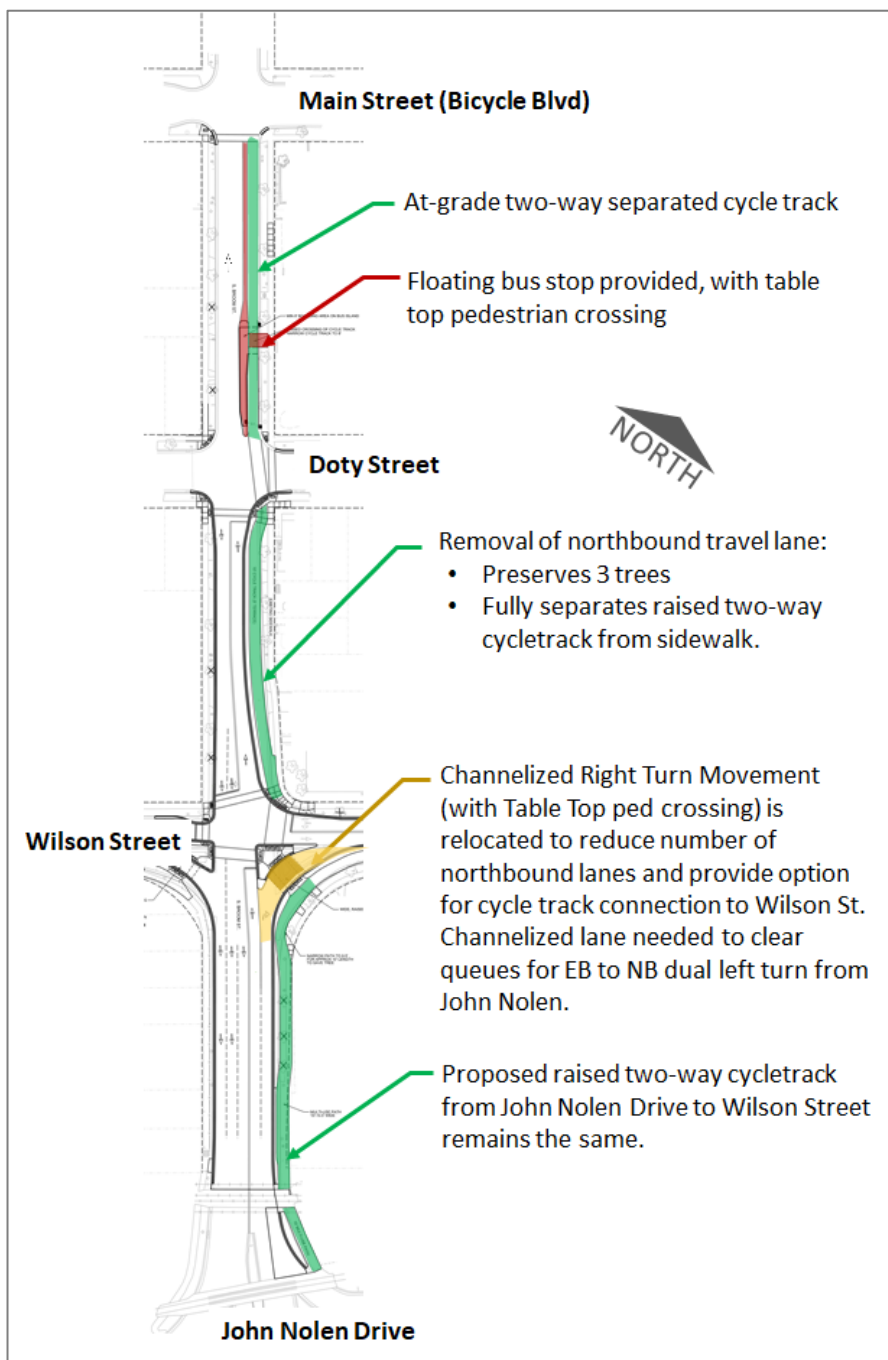 Main Street (Bicycle Blvd)
At-grade two-way separated cycle track
Floating bus stop provided, with table
top pedestrian crossing
NORTH
Doty Street
Removal of northbound travel lane:
• Preserves 3 trees
• Fully separates raised two-way
cycletrack from sidewalk.
Channelized Right Turn Movement
(with Table Top ped crossing) is
Wilson Street
relocated to reduce number of
northbound lanes and provide option
for cycle track connection to Wilson St.
Channelized lane needed to clear
queues for EB to NB dual left turn from
John Nolen.
Proposed raised two-way cycletrack
from John Nolen Drive to Wilson Street
remains the same.
John Nolen Drive